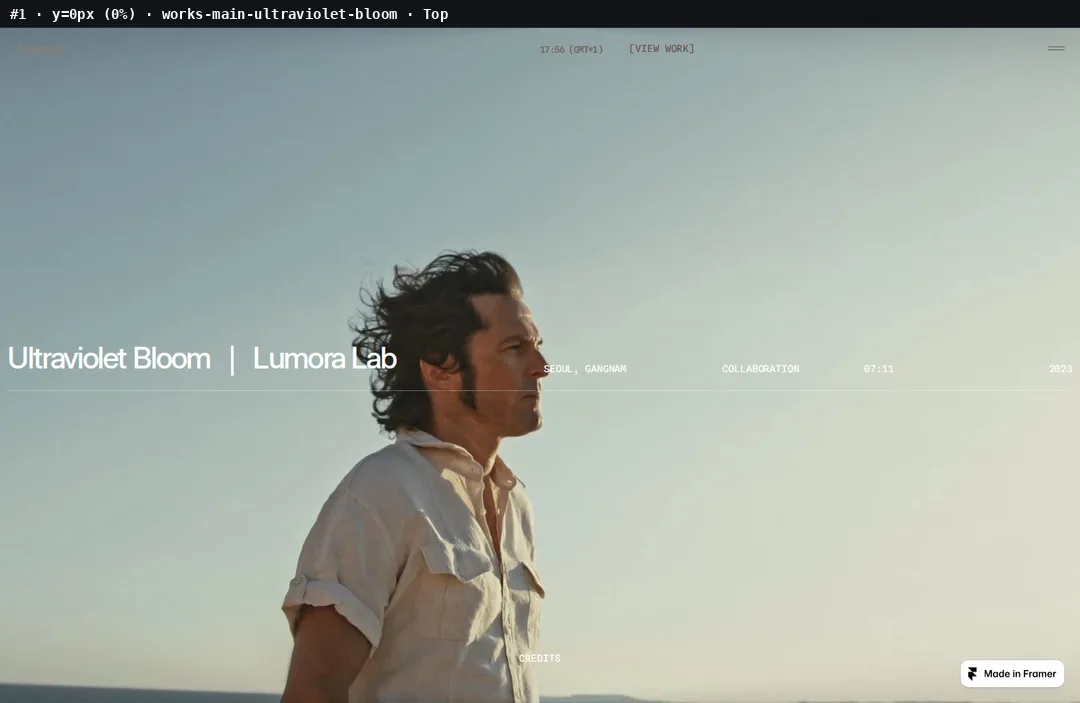 #1 · y=0px (0%) · works-main-ultraviolet-bloom · Top
17:56 (GMT+1) [VIEW WORK]
Ultraviolet Bloom | Lumora Lab
SEOUL, GANGNAM COLLABORATION 07:11 2023
CREDITS
Made in Framer